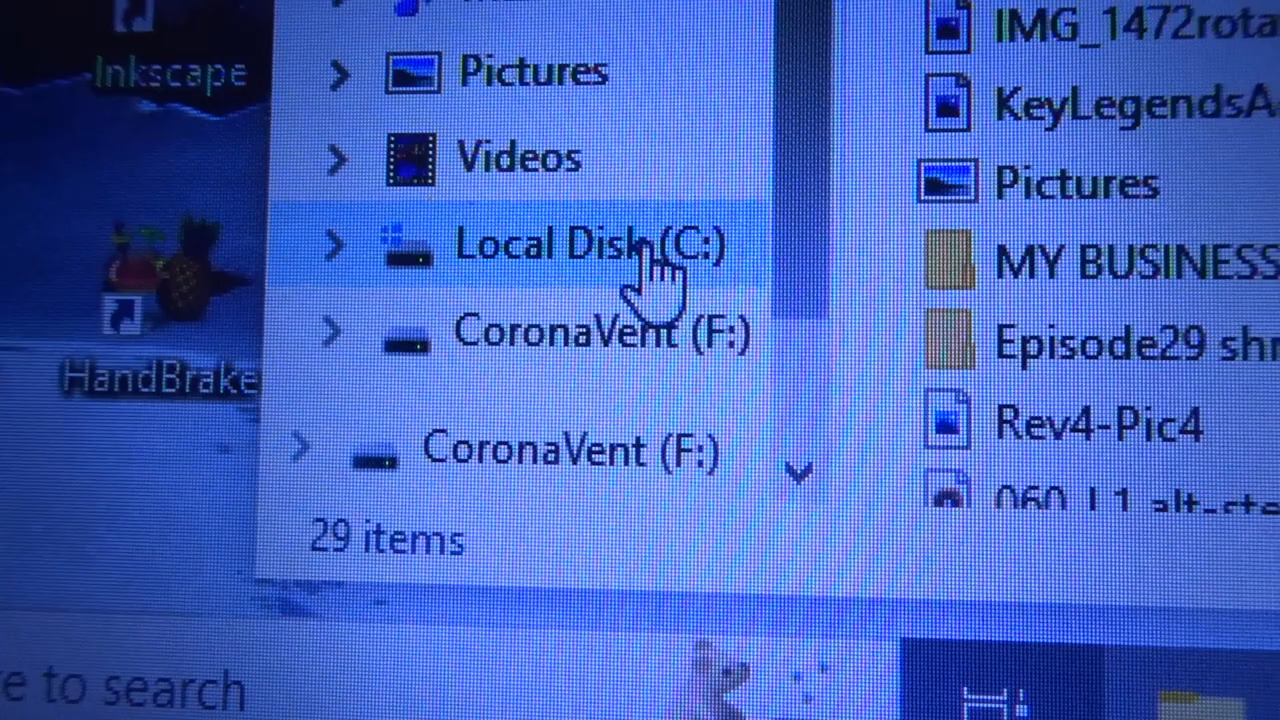 Inkscape
HandBrake
Pictures
Videos
Local Disk (C:)
CoronaVent (F:)
CoronaVent (F:)
29 items
IMG_1472rota
KeyLegendsA
Pictures
MY BUSINESS
Episode29 shr
Rev4-Pic4
e to search